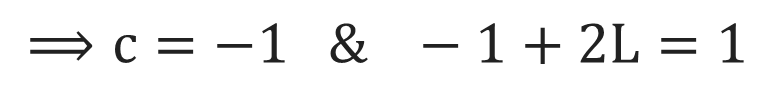 ⟹ c = −1 & − 1 + 2L = 1